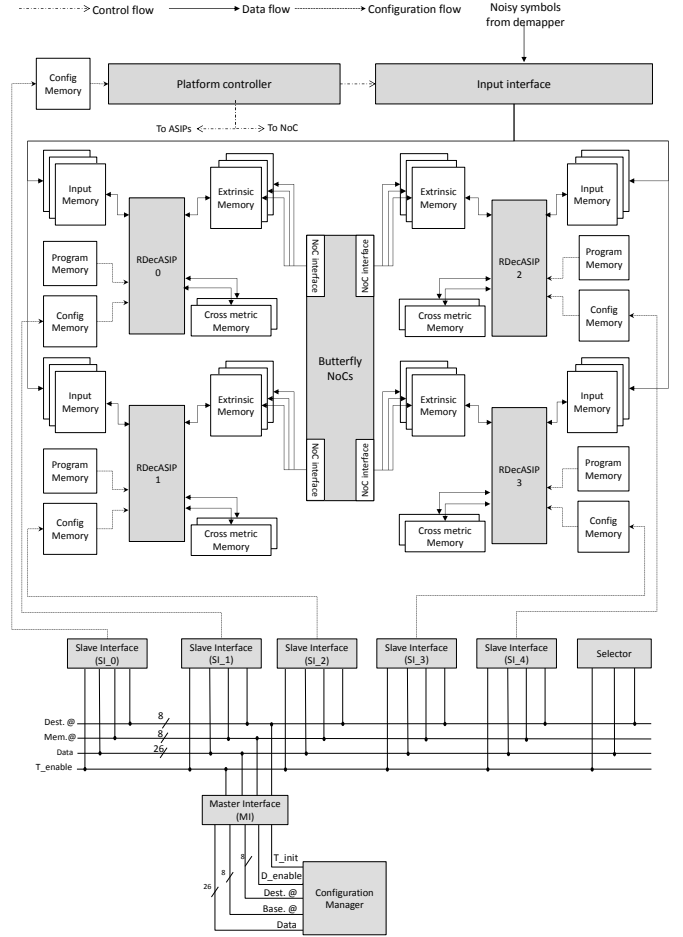 Control flow
Data flow
Configuration flow
Noisy symbols
from demapper
Config
Memory
Platform controller
Input interface
To ASIPs
To NoC
Input
Memory
Extrinsic
Memory
Extrinsic
Memory
Input
Memory
RDecASIP
0
NoC interface
NoC interface
RDecASIP
2
Program
Memory
Program
Memory
Config
Memory
Cross metric
Memory
Cross metric
Memory
Config
Memory
Butterfly
NoCs
Input
Memory
Extrinsic
Memory
Extrinsic
Memory
Input
Memory
RDecASIP
1
NoC interface
NoC interface
RDecASIP
3
Program
Memory
Program
Memory
Config
Memory
Cross metric
Memory
Cross metric
Memory
Config
Memory
Slave Interface
(SI_0)
Slave Interface
(SI_1)
Slave Interface
(SI_2)
Slave Interface
(SI_3)
Slave Interface
(SI_4)
Selector
Dest. @
8
Mem.@
8
Data
26
T_enable
Master Interface
(MI)
8
8
26
T_init
D_enable
Dest. @
Base. @
Data
Configuration
Manager